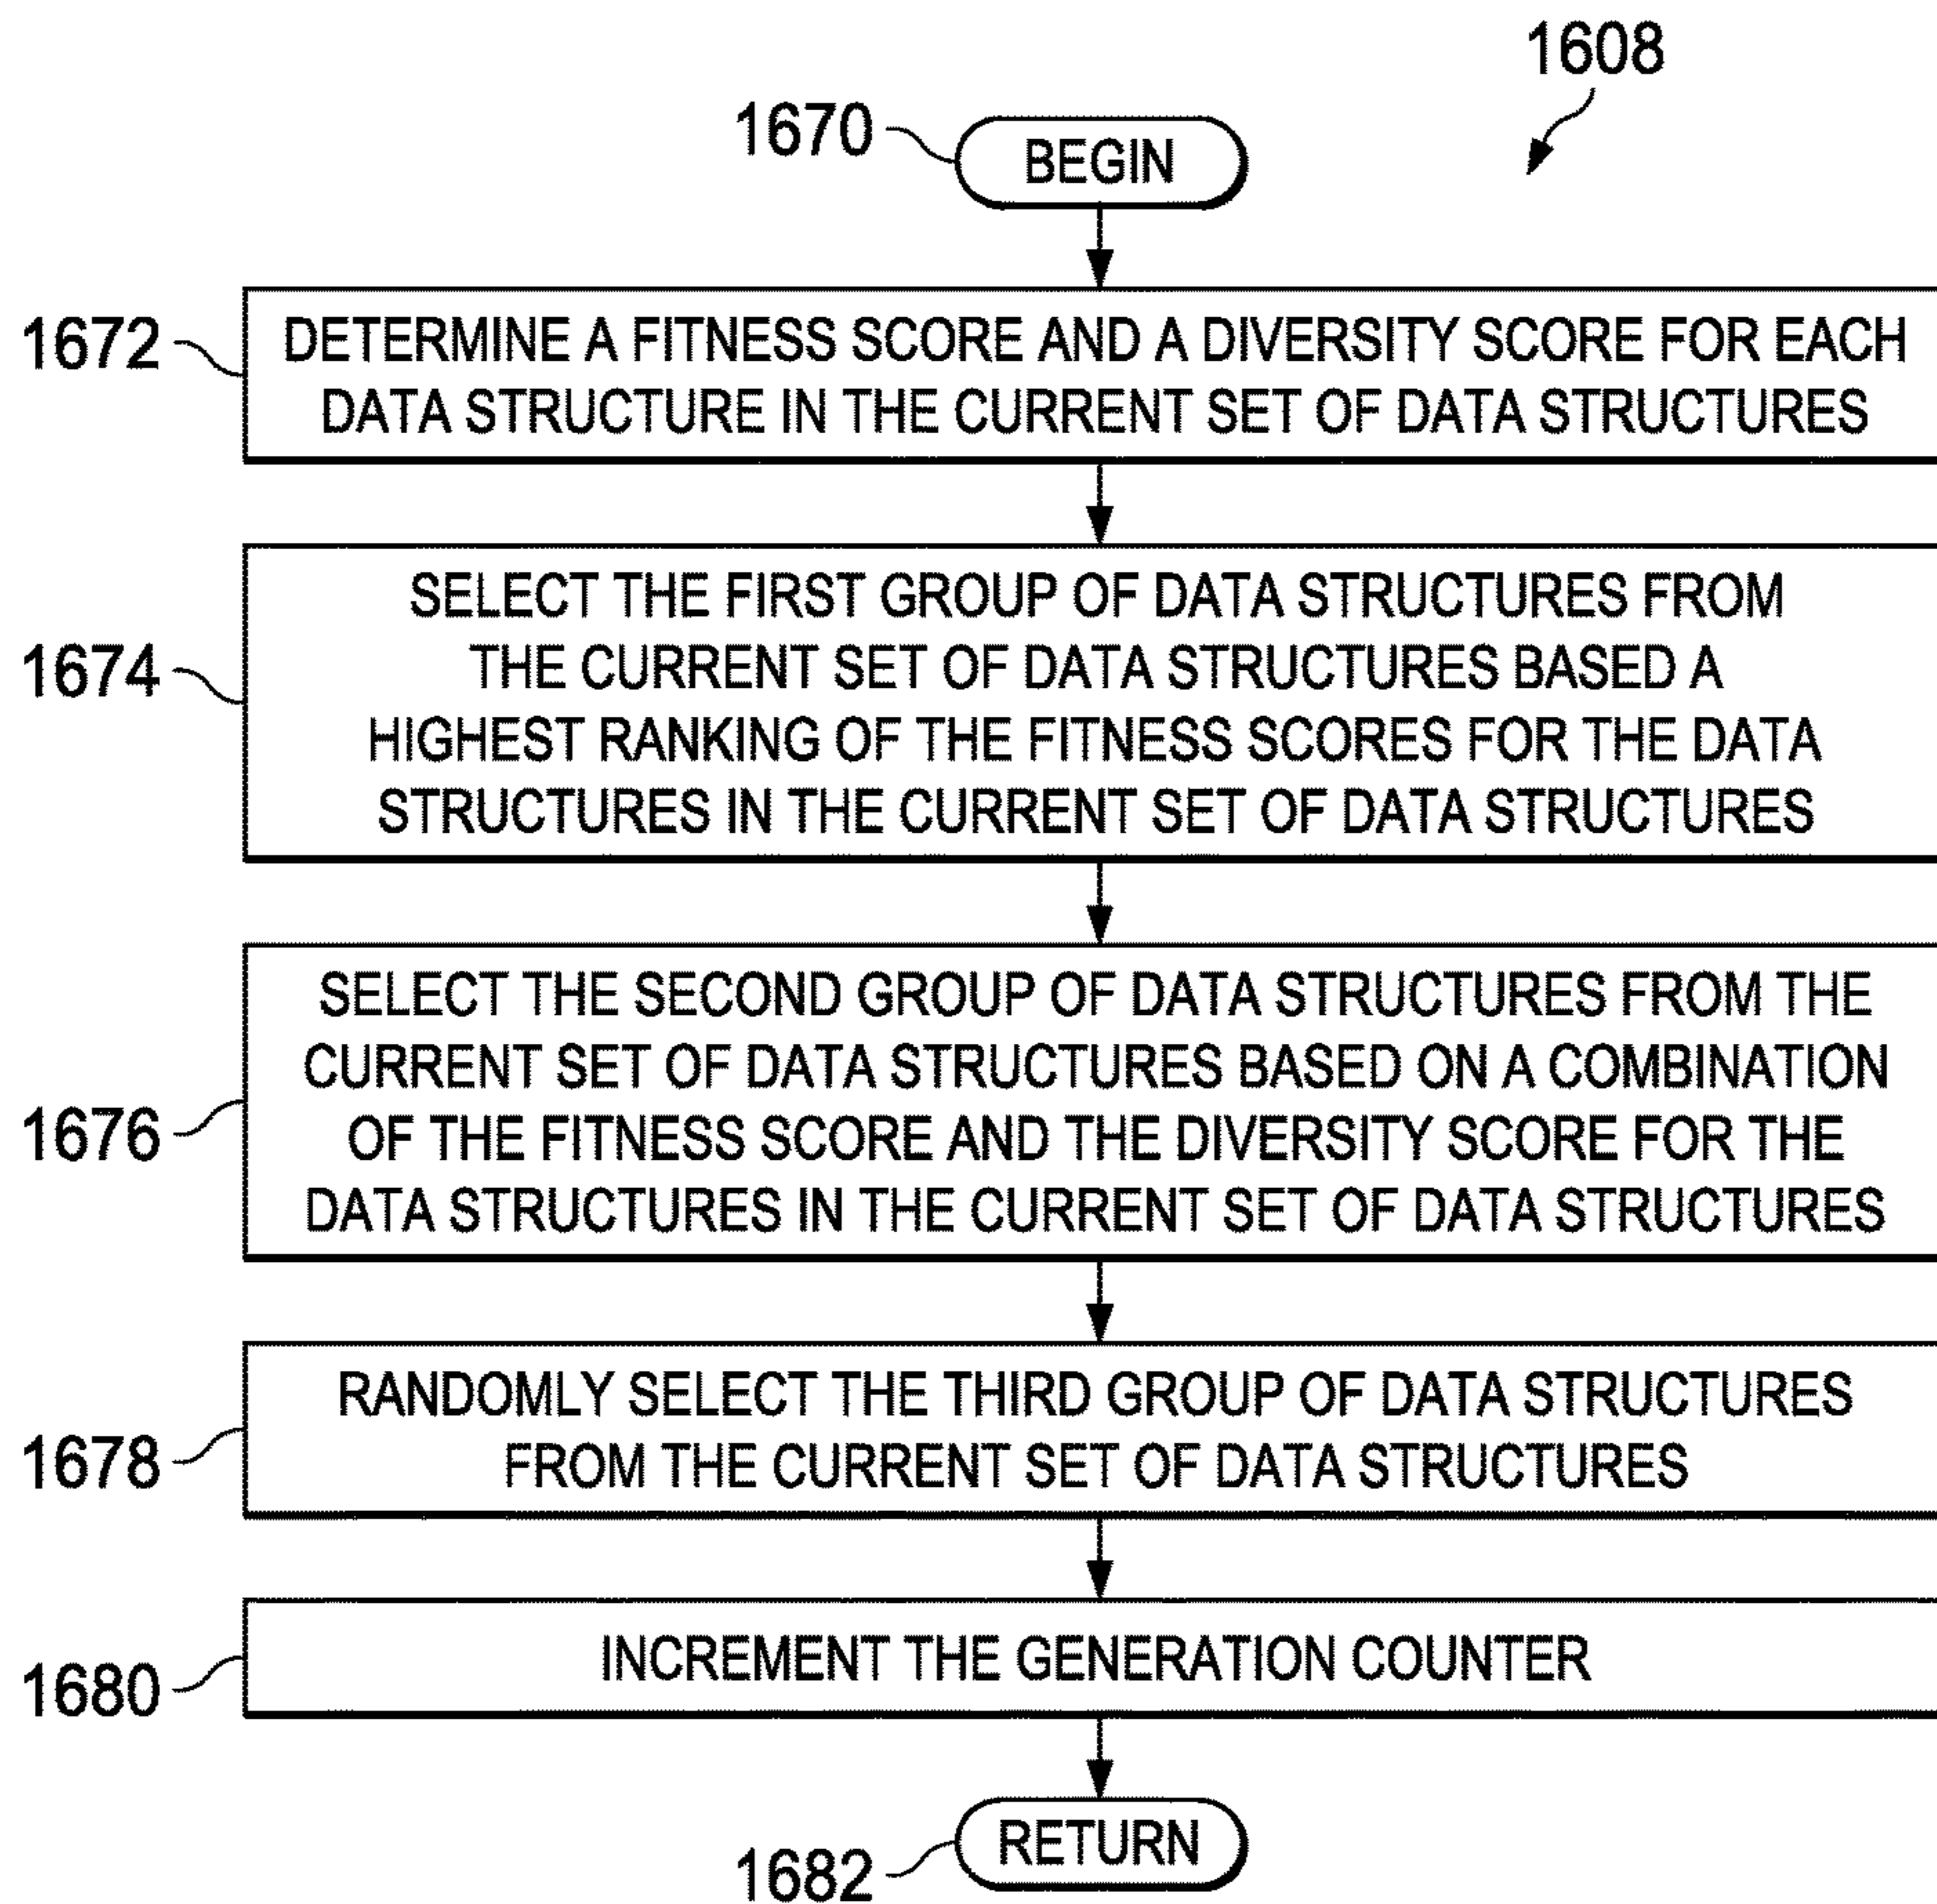 1608
1670
BEGIN
1672
DETERMINE A FITNESS SCORE AND A DIVERSITY SCORE FOR EACH
DATA STRUCTURE IN THE CURRENT SET OF DATA STRUCTURES
1674
SELECT THE FIRST GROUP OF DATA STRUCTURES FROM
THE CURRENT SET OF DATA STRUCTURES BASED A
HIGHEST RANKING OF THE FITNESS SCORES FOR THE DATA
STRUCTURES IN THE CURRENT SET OF DATA STRUCTURES
1676
SELECT THE SECOND GROUP OF DATA STRUCTURES FROM THE
CURRENT SET OF DATA STRUCTURES BASED ON A COMBINATION
OF THE FITNESS SCORE AND THE DIVERSITY SCORE FOR THE
DATA STRUCTURES IN THE CURRENT SET OF DATA STRUCTURES
1678
RANDOMLY SELECT THE THIRD GROUP OF DATA STRUCTURES
FROM THE CURRENT SET OF DATA STRUCTURES
1680
INCREMENT THE GENERATION COUNTER
1682
RETURN